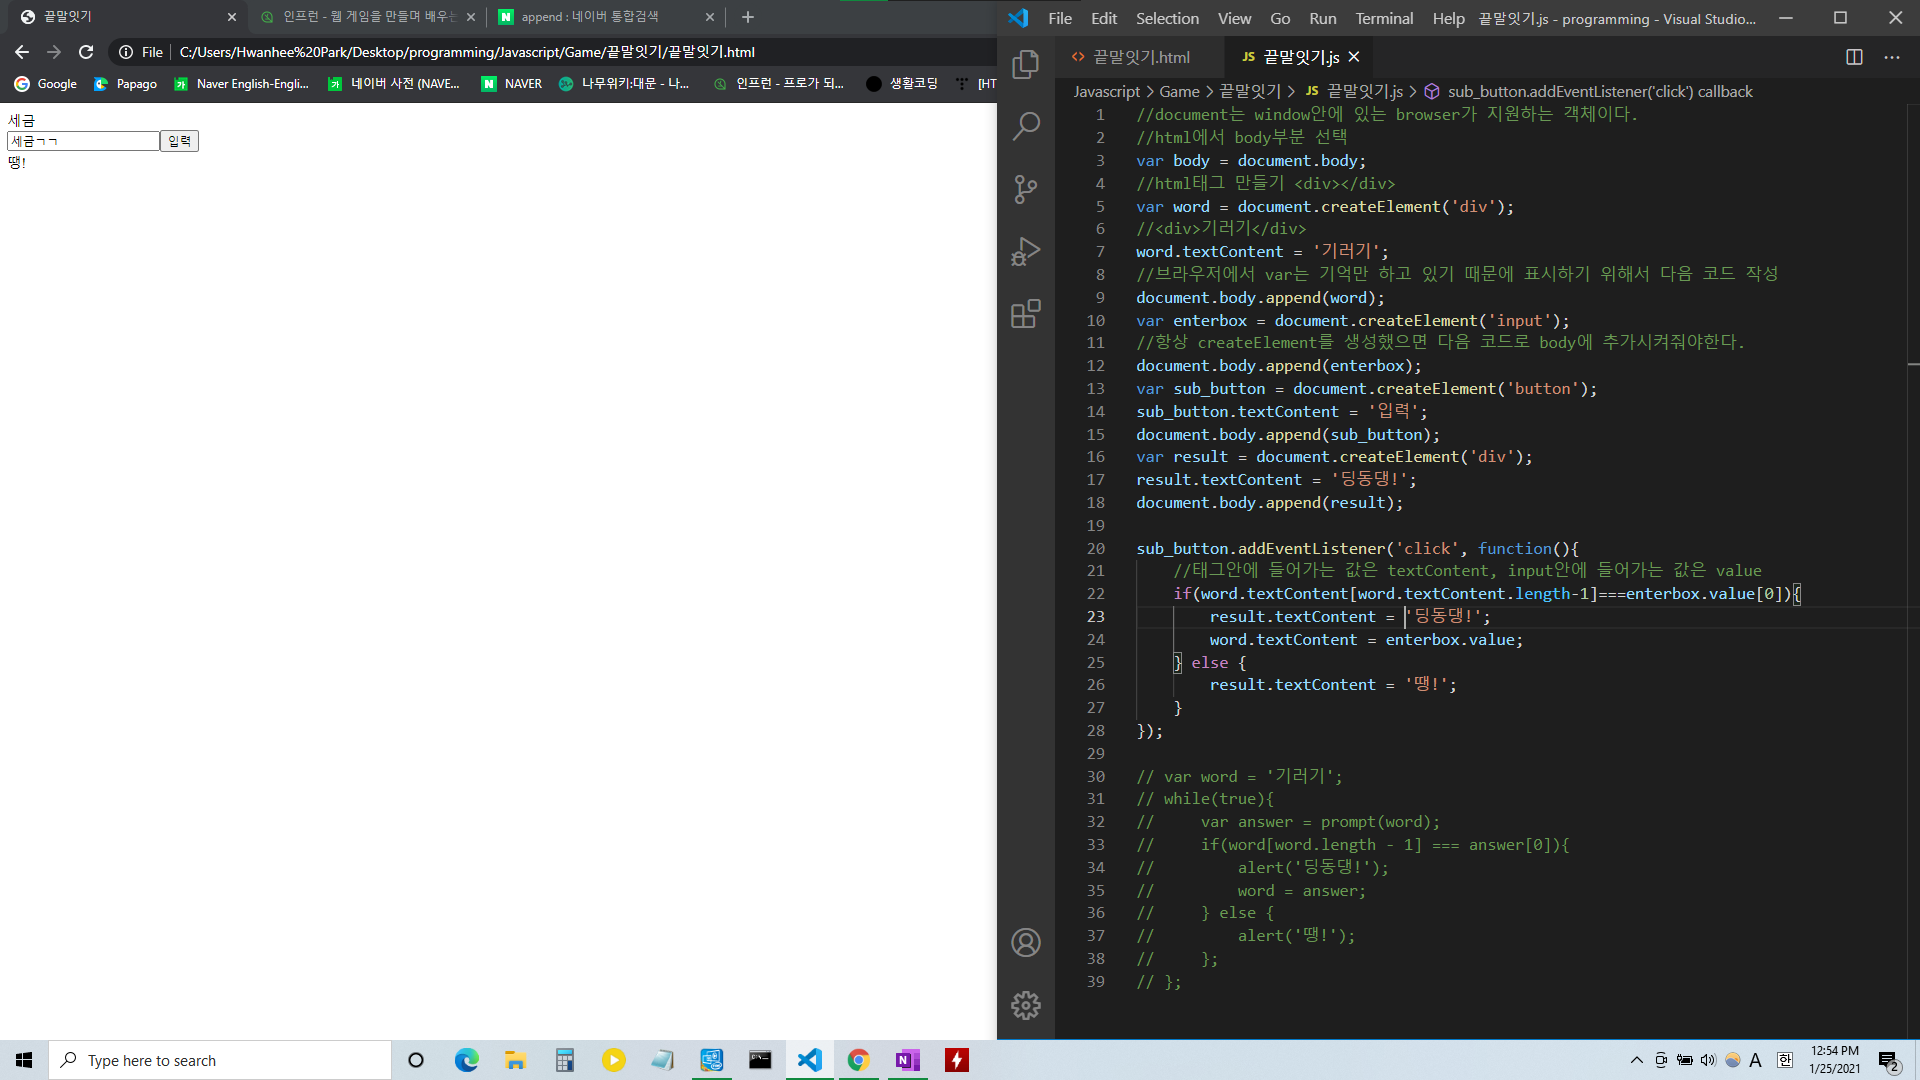 끝말잇기
인프런 - 웹 게임을 만들며 배우는
append : 네이버 통합검색
File C:/Users/Hwanhee%20Park/Desktop/programming/Javascript/Game/끝말잇기/끝말잇기.html
Google Papago Naver English-Engli... 네이버 사전 (NAVE... NAVER 나무위키:대문 - 나... 인프런 - 프로가 되... 생활코딩 [HT
세금
세금ㄱㄱ 입력
땡!
File Edit Selection View Go Run Terminal Help 끝말잇기.js - programming - Visual Studio...
끝말잇기.html JS 끝말잇기.js
Javascript > Game > 끝말잇기 > JS 끝말잇기.js > sub_button.addEventListener('click') callback
1 //document는 window안에 있는 browser가 지원하는 객체이다.
2 //html에서 body부분 선택
3 var body = document.body;
4 //html태그 만들기 <div></div>
5 var word = document.createElement('div');
6 //<div>기러기</div>
7 word.textContent = '기러기';
8 //브라우저에서 var는 기억만 하고 있기 때문에 표시하기 위해서 다음 코드 작성
9 document.body.append(word);
10 var enterbox = document.createElement('input');
11 //항상 createElement를 생성했으면 다음 코드로 body에 추가시켜줘야한다.
12 document.body.append(enterbox);
13 var sub_button = document.createElement('button');
14 sub_button.textContent = '입력';
15 document.body.append(sub_button);
16 var result = document.createElement('div');
17 result.textContent = '딩동댕!';
18 document.body.append(result);
19
20 sub_button.addEventListener('click', function(){
21 //태그안에 들어가는 값은 textContent, input안에 들어가는 값은 value
22 if(word.textContent[word.textContent.length-1]===enterbox.value[0]){
23 result.textContent = '딩동댕!';
24 word.textContent = enterbox.value;
25 } else {
26 result.textContent = '땡!';
27 }
28 });
29
30 // var word = '기러기';
31 // while(true){
32 // var answer = prompt(word);
33 // if(word[word.length - 1] === answer[0]){
34 // alert('딩동댕!');
35 // word = answer;
36 // } else {
37 // alert('땡!');
38 // };
39 // };
Type here to search
A 한 12:54 PM
1/25/2021
2